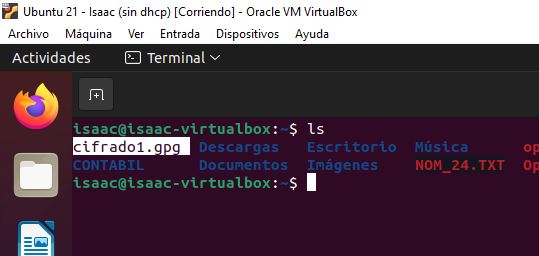 Ubuntu 21 - Isaac (sin dhcp) [Corriendo] - Oracle VM VirtualBox
Archivo Máquina Ver Entrada Dispositivos Ayuda
Actividades Terminal
isaac@isaac-virtualbox:~$ ls
cifrado1.gpg Descargas Escritorio Música op
CONTABIL Documentos Imágenes NOM_24.TXT Op
isaac@isaac-virtualbox:~$